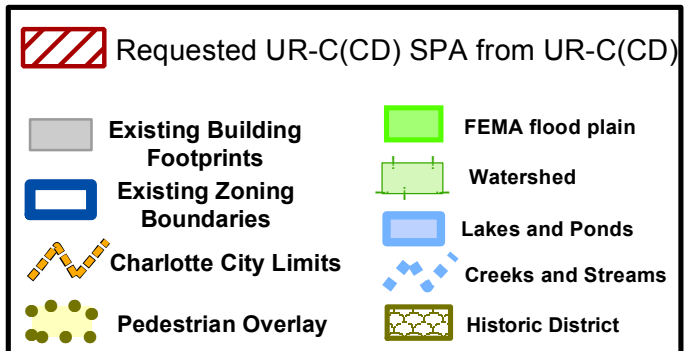 Requested UR-C(CD) SPA from UR-C(CD)
Existing Building
Footprints
Existing Zoning
Boundaries
Charlotte City Limits
Pedestrian Overlay
FEMA flood plain
Watershed
Lakes and Ponds
Creeks and Streams
Historic District